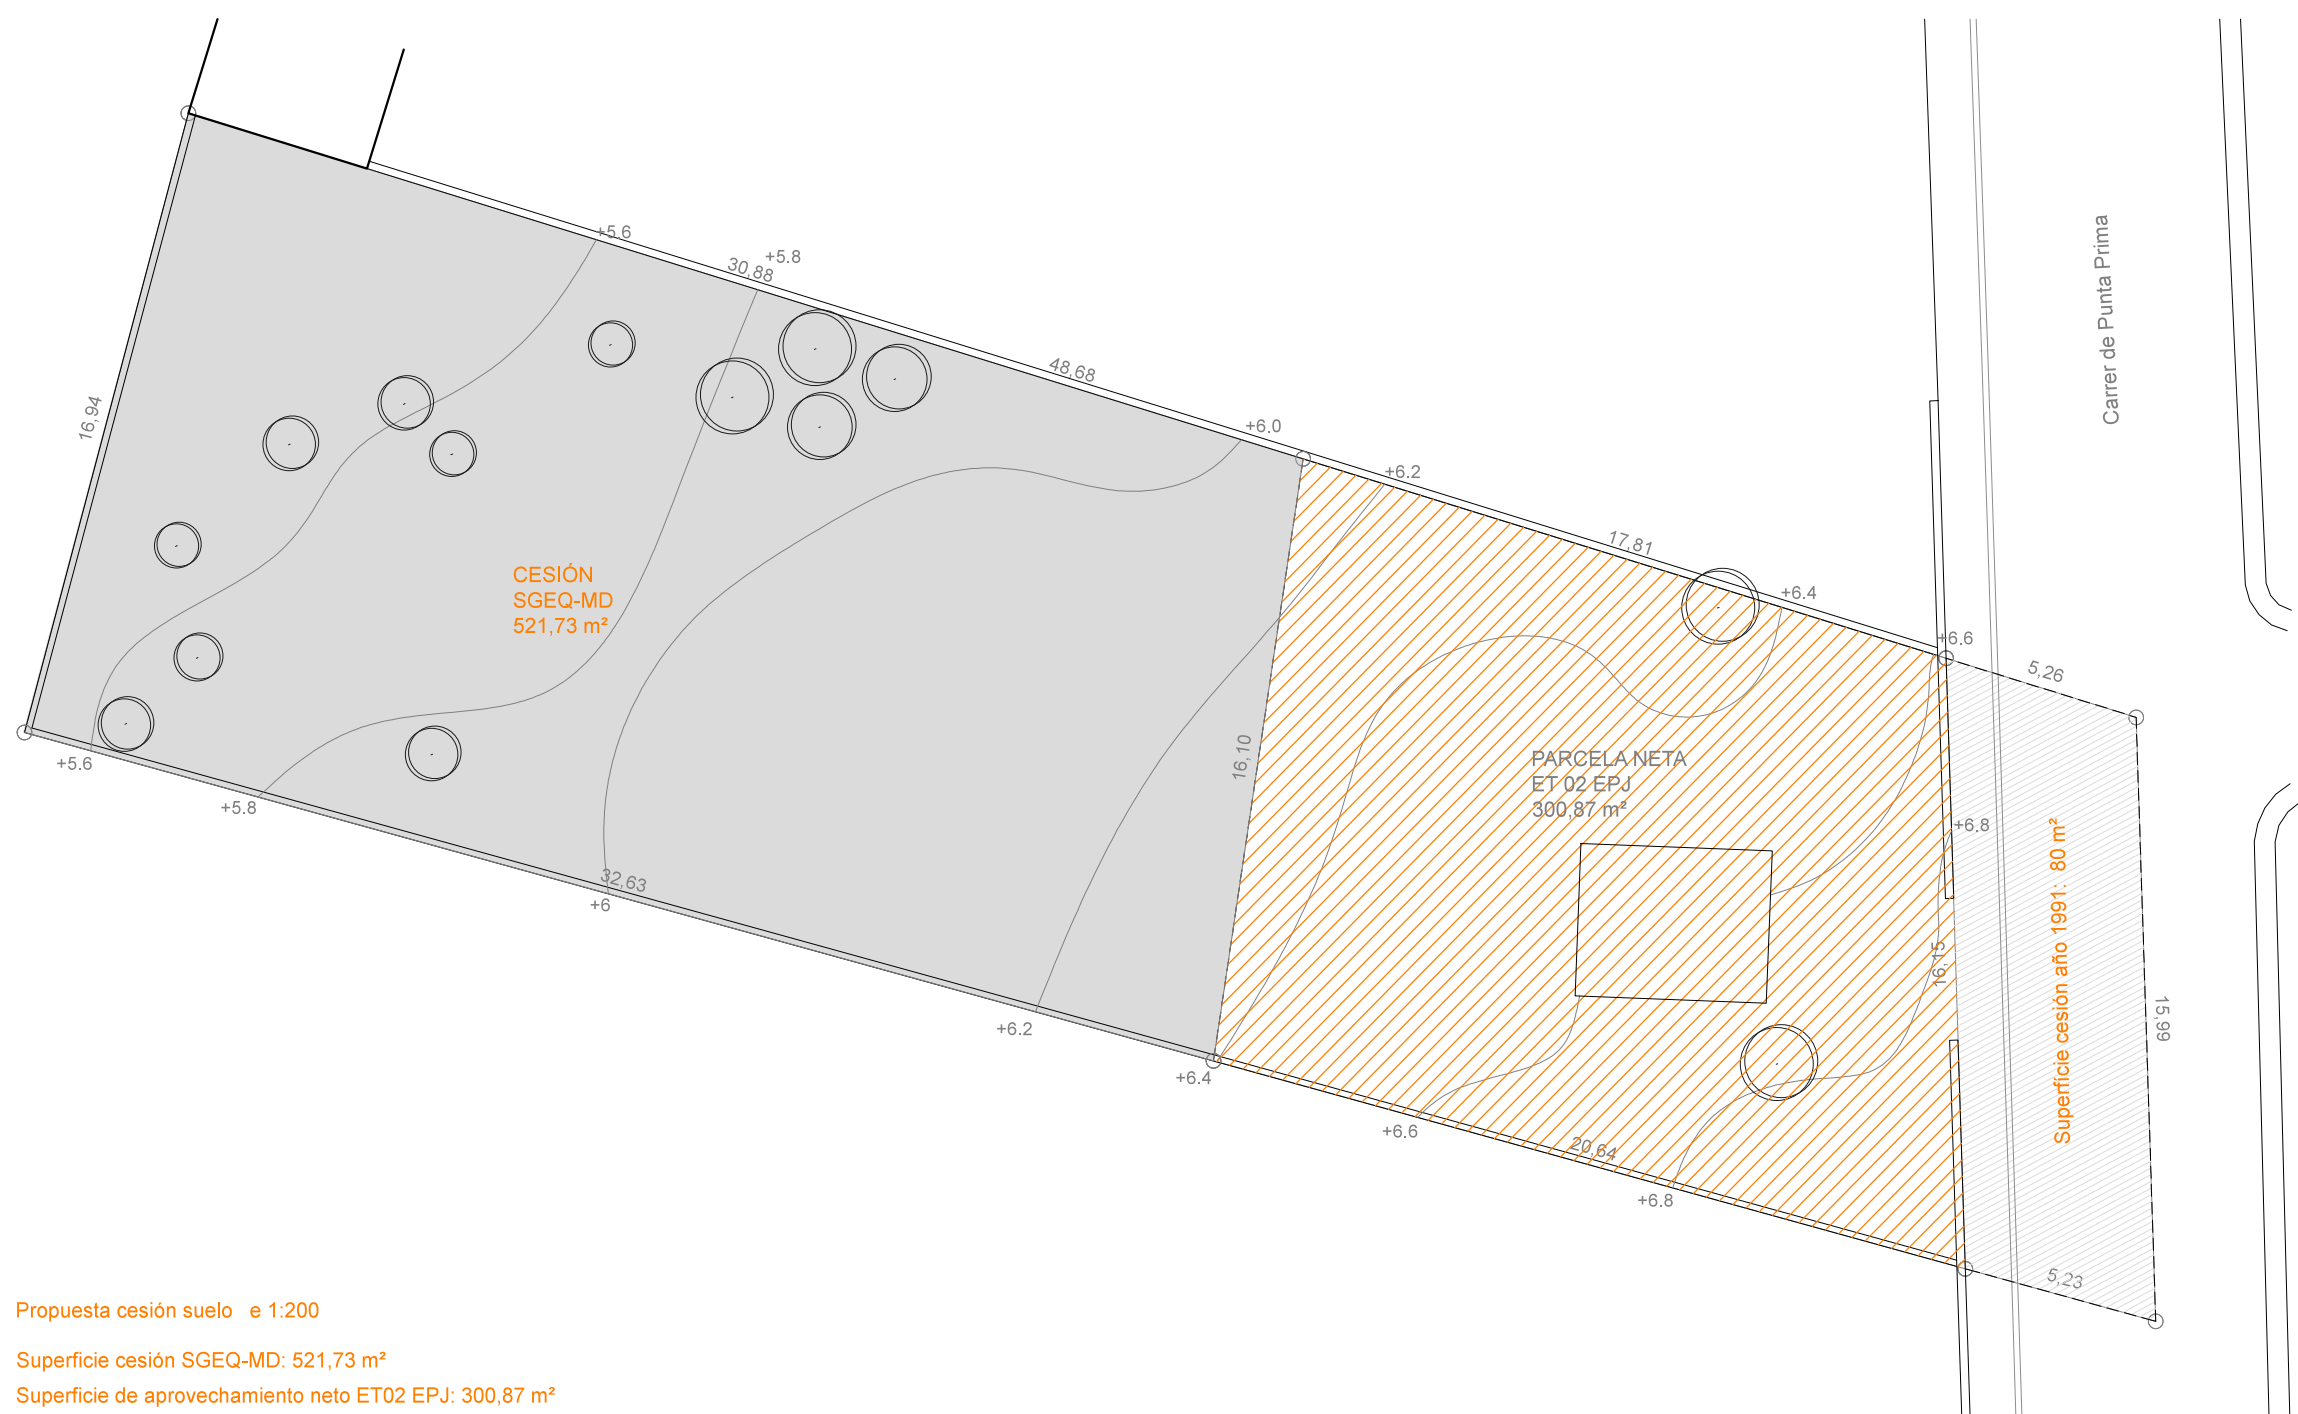 +5.6
+5.8
30,88
48,68
+6.0
+6.2
17,81
+6.4
+6.6
5,26
Carrer de Punta Prima
16,94
CESIÓN
SGEQ-MD
521,73 m²
16,10
PARCELA NETA
ET 02 EPJ
300,87 m²
+6.8
16,15
Superfície cesión año 1991: 80 m²
15,99
+5.6
+5.8
32,63
+6
+6.2
+6.4
+6.6
20,64
+6.8
5,23
Propuesta cesión suelo e 1:200
Superficie cesión SGEQ-MD: 521,73 m²
Superficie de aprovechamiento neto ET02 EPJ: 300,87 m²